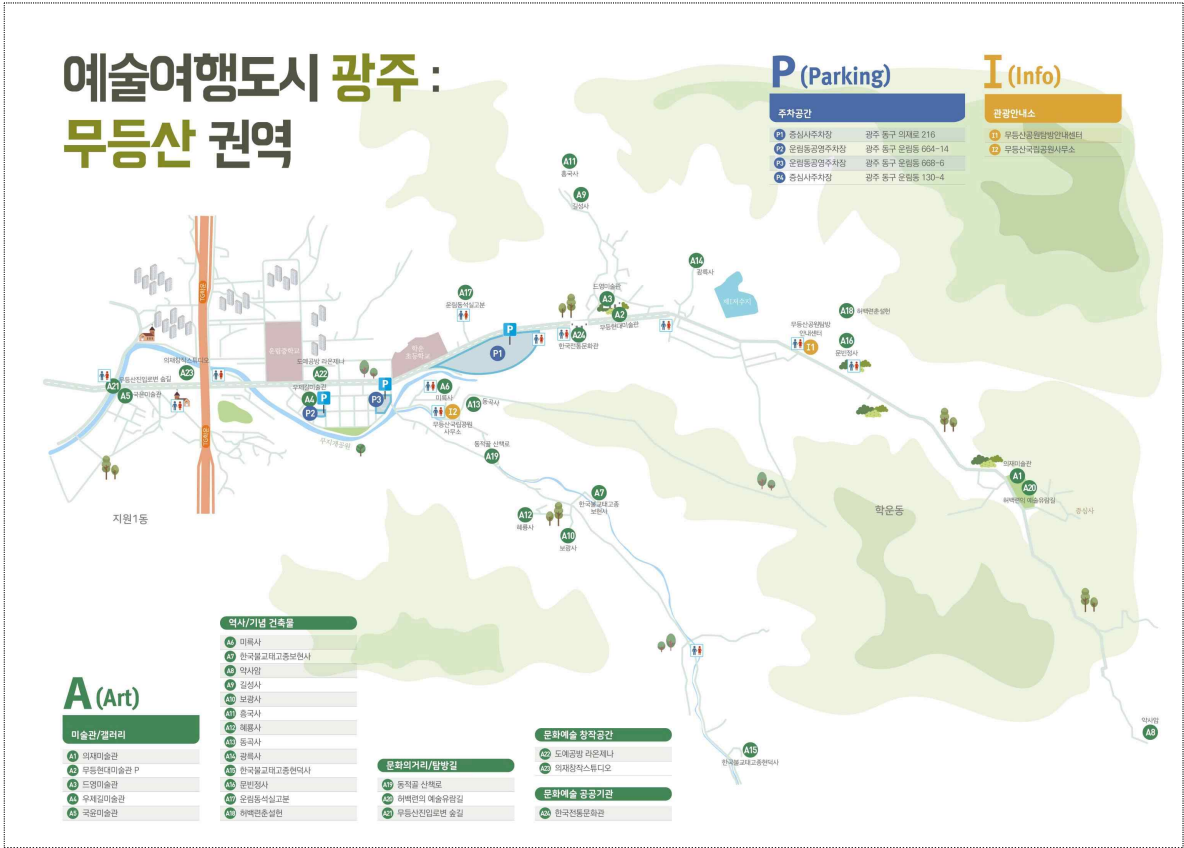 예술여행도시 광주 :
무등산 권역
P (Parking)
주차공간
P1 증심사주차장 광주 동구 의재로 216
P2 운림동공영주차장 광주 동구 운림동 664-14
P3 운림동공영주차장 광주 동구 운림동 668-6
P4 증심사주차장 광주 동구 운림동 130-4
I (Info)
관광안내소
I1 무등산공원탐방안내센터
I2 무등산국립공원사무소
A11
흥국사
A9
길성사
A14
광륵사
A17
운림동석실고분
드영미술관
A3
A2
무등현대미술관
P
P1
A24
한국전통문화관
제1저수지
A18 허백련춘설헌
무등산공원탐방
안내센터
I1
A16
문빈정사
운림중학교
학운
초등학교
의재창작스튜디오
A23
도예공방 라온제나
A22
우제길미술관
A4
P
P2
P
P3
A21
무등산진입로변 숲길
A5 국윤미술관
A6
미륵사
A13 동곡사
I2
무등산국립공원
사무소
동적골 산책로
A19
A7
한국불교태고종
보현사
A12
혜룡사
A10
보광사
의재미술관
A1
A20
허백련의 예술유람길
증심사
지원1동
학운동
약사암
A8
A15
한국불교태고종현덕사
A (Art)
미술관/갤러리
A1 의재미술관
A2 무등현대미술관 P
A3 드영미술관
A4 우제길미술관
A5 국윤미술관
역사/기념 건축물
A6 미륵사
A7 한국불교태고종보현사
A8 약사암
A9 길성사
A10 보광사
A11 흥국사
A12 혜룡사
A13 동곡사
A14 광륵사
A15 한국불교태고종현덕사
A16 문빈정사
A17 운림동석실고분
A18 허백련춘설헌
문화의거리/탐방길
A19 동적골 산책로
A20 허백련의 예술유람길
A21 무등산진입로변 숲길
문화예술 창작공간
A22 도예공방 라온제나
A23 의재창작스튜디오
문화예술 공공기관
A24 한국전통문화관